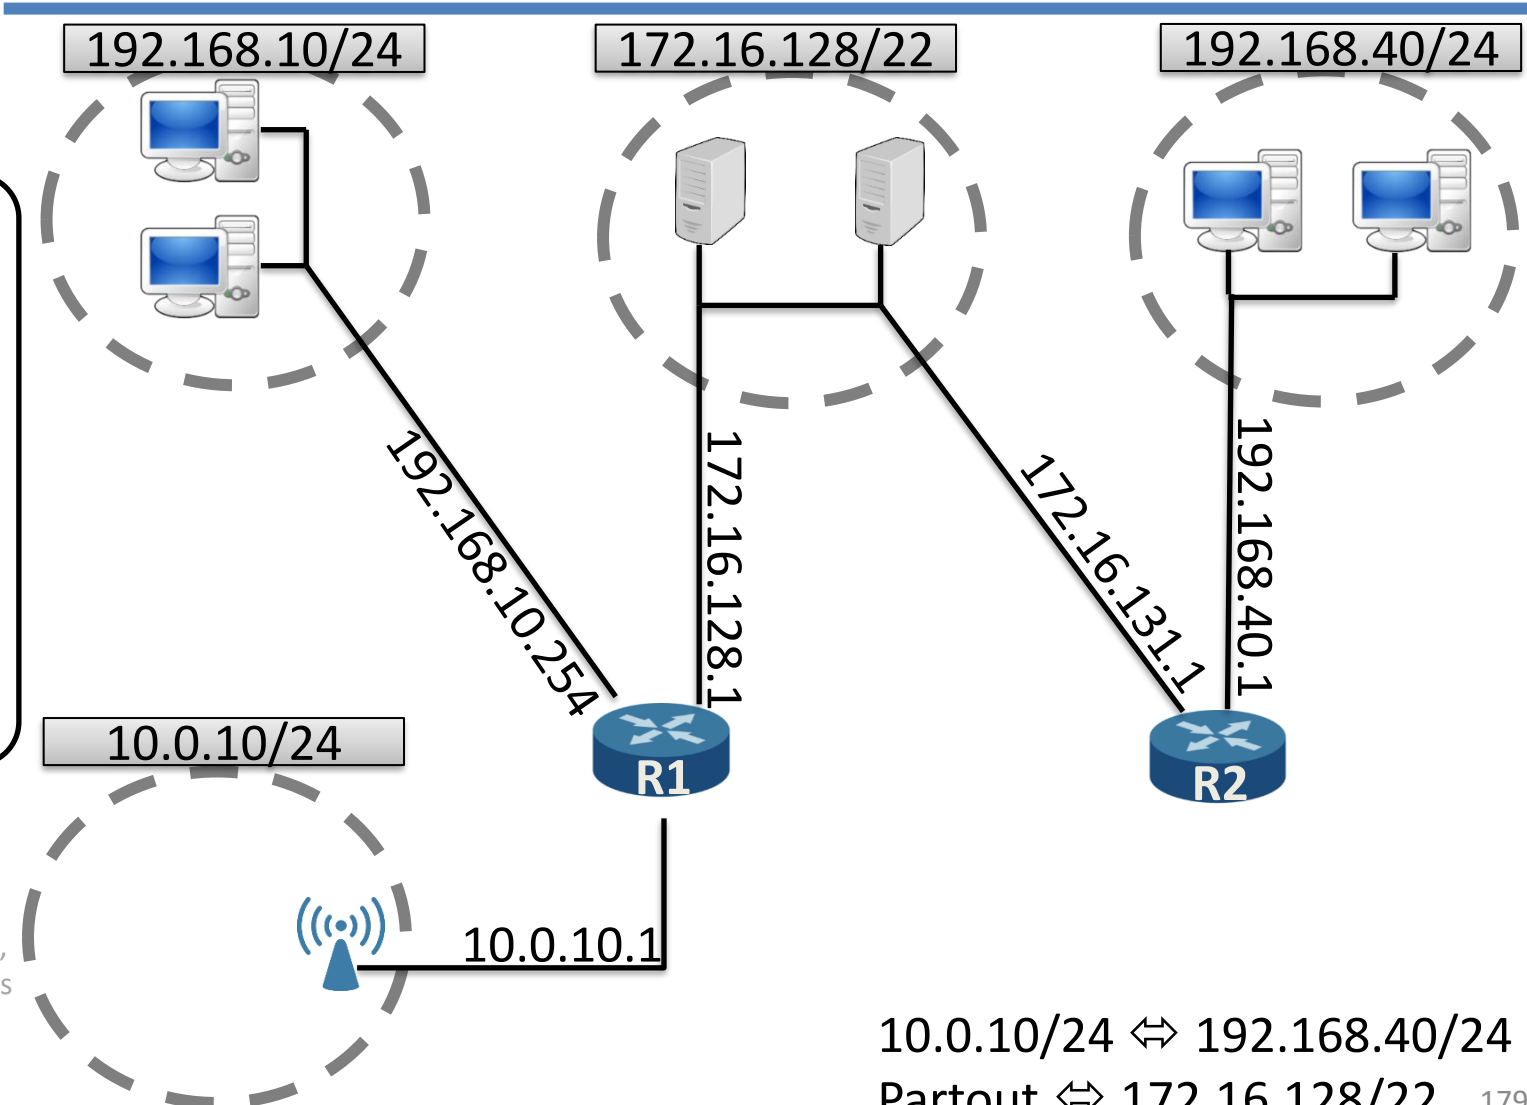 192.168.10/24
172.16.128/22
192.168.40/24
192.168.10.254
172.16.128.1
172.16.131.1
192.168.40.1
10.0.10/24
R1
R2
10.0.10.1
,
s
10.0.10/24 ⬄ 192.168.40/24
Partout ⬄ 172.16.128/22
179